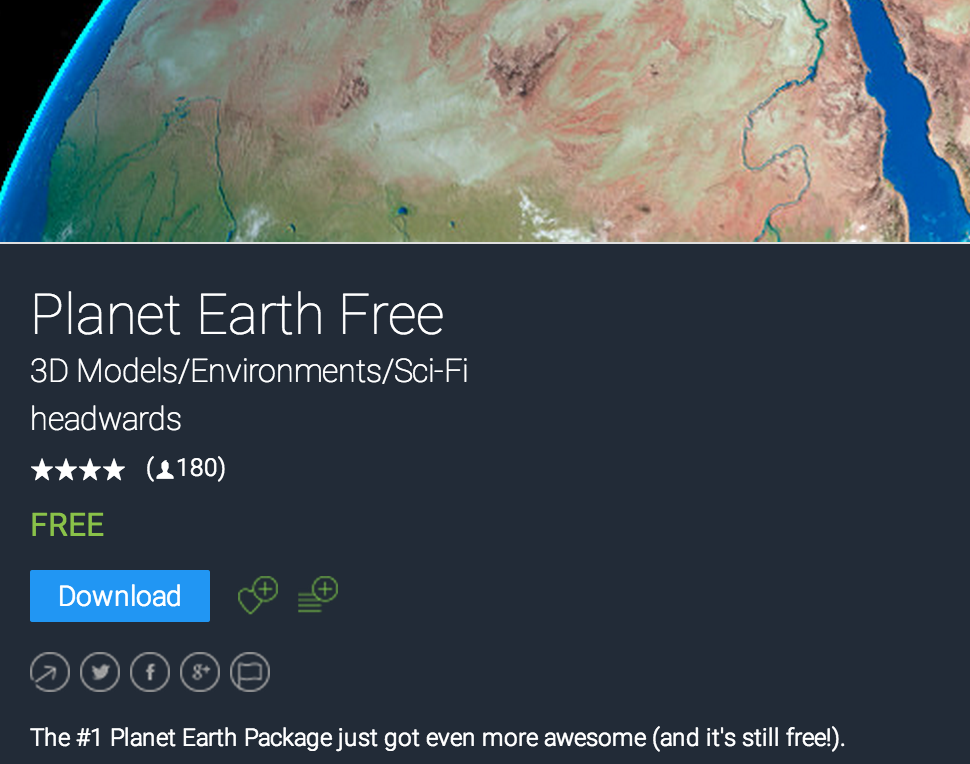 Planet Earth Free
3D Models/Environments/Sci-Fi
headwards
(180)
FREE
Download
The #1 Planet Earth Package just got even more awesome (and it's still free!).